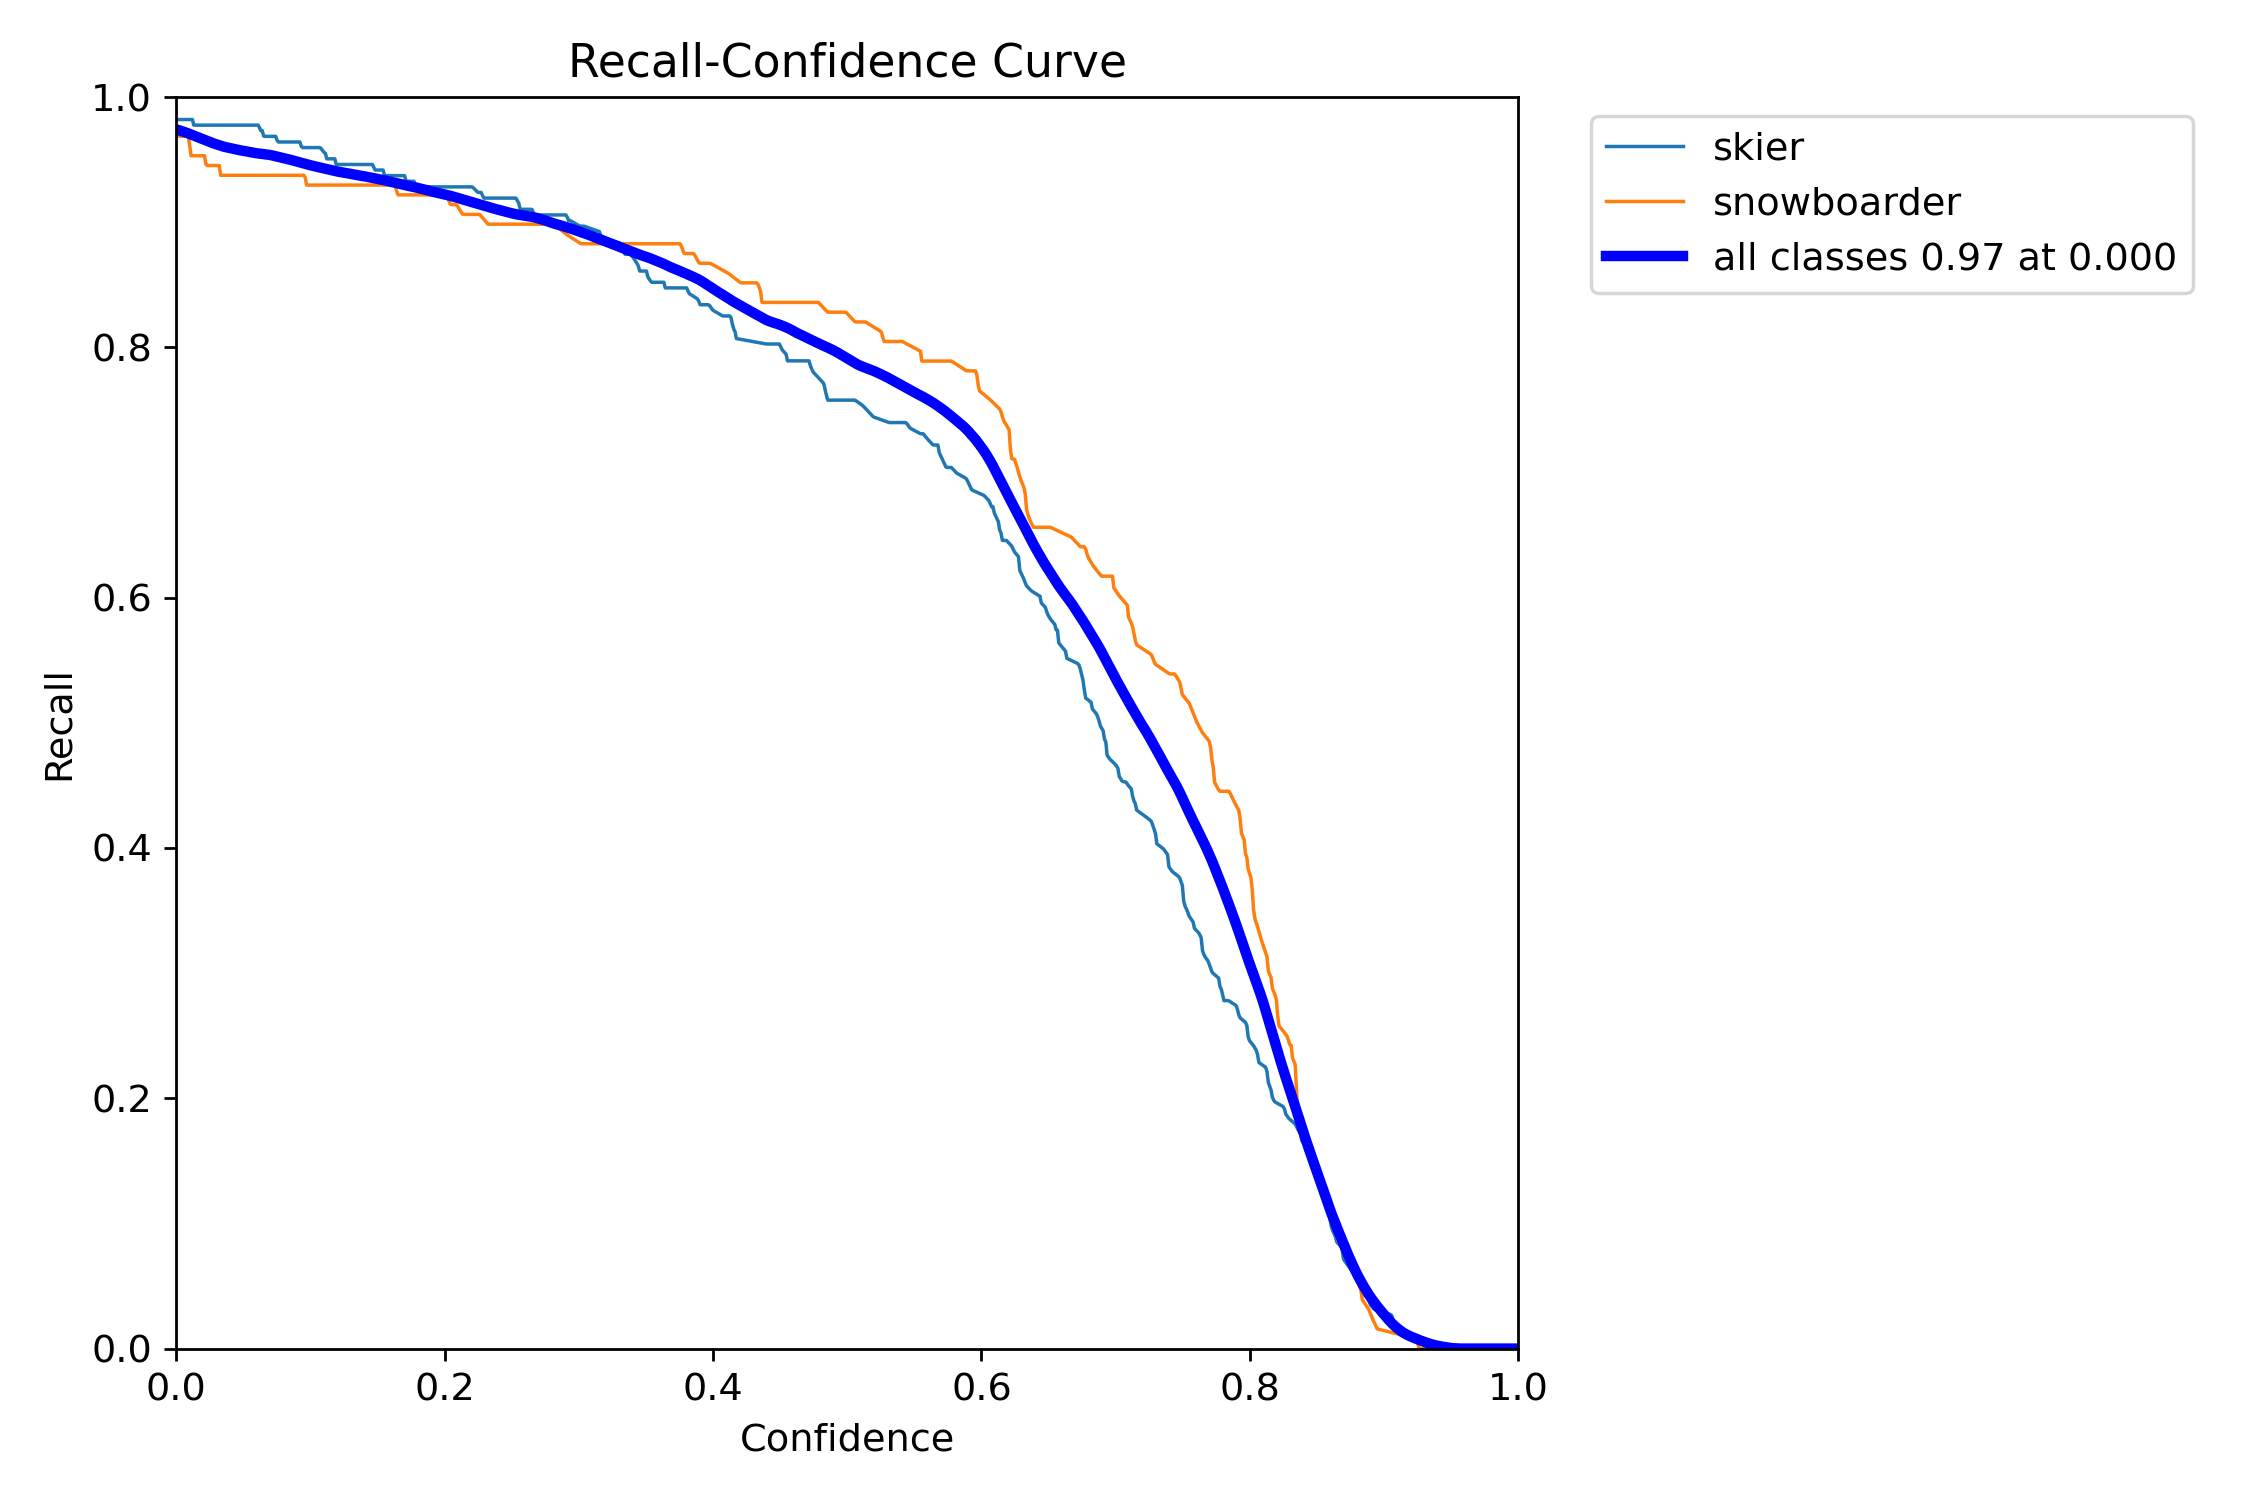 Recall-Confidence Curve
1.0
0.8
0.6
0.4
0.2
0.0
Recall
0.0 0.2 0.4 0.6 0.8 1.0
Confidence
skier
snowboarder
all classes 0.97 at 0.000